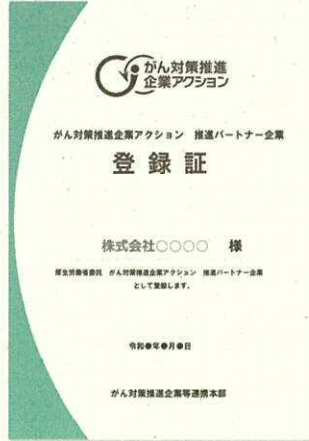 がん対策推進
企業アクション
がん対策推進企業アクション　推進パートナー企業
登録証
株式会社○○○○　様
厚生労働省委託　がん対策推進企業アクション　推進パートナー企業
として登録します。
令和●年●月●日
がん対策推進企業等連携本部